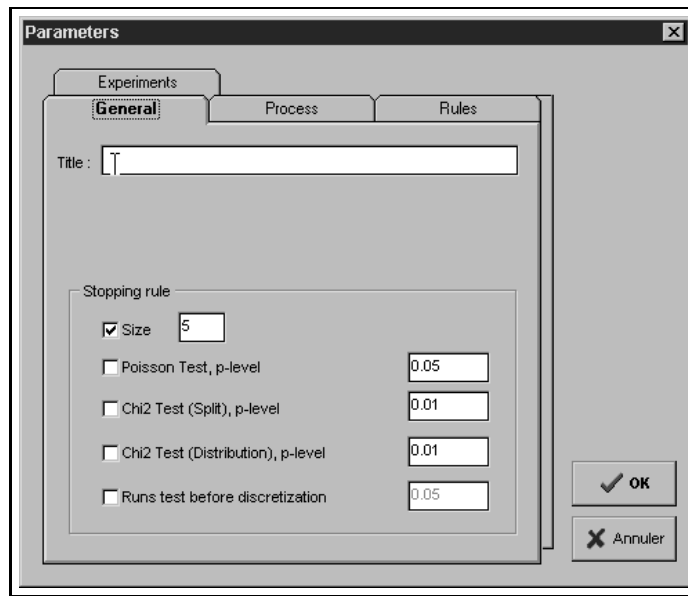 Parameters
Experiments
General Process Rules
Title :
Stopping rule
Size 5
Poisson Test, p-level 0.05
Chi2 Test (Split), p-level 0.01
Chi2 Test (Distribution), p-level 0.01
Runs test before discretization 0.05
OK
Annuler